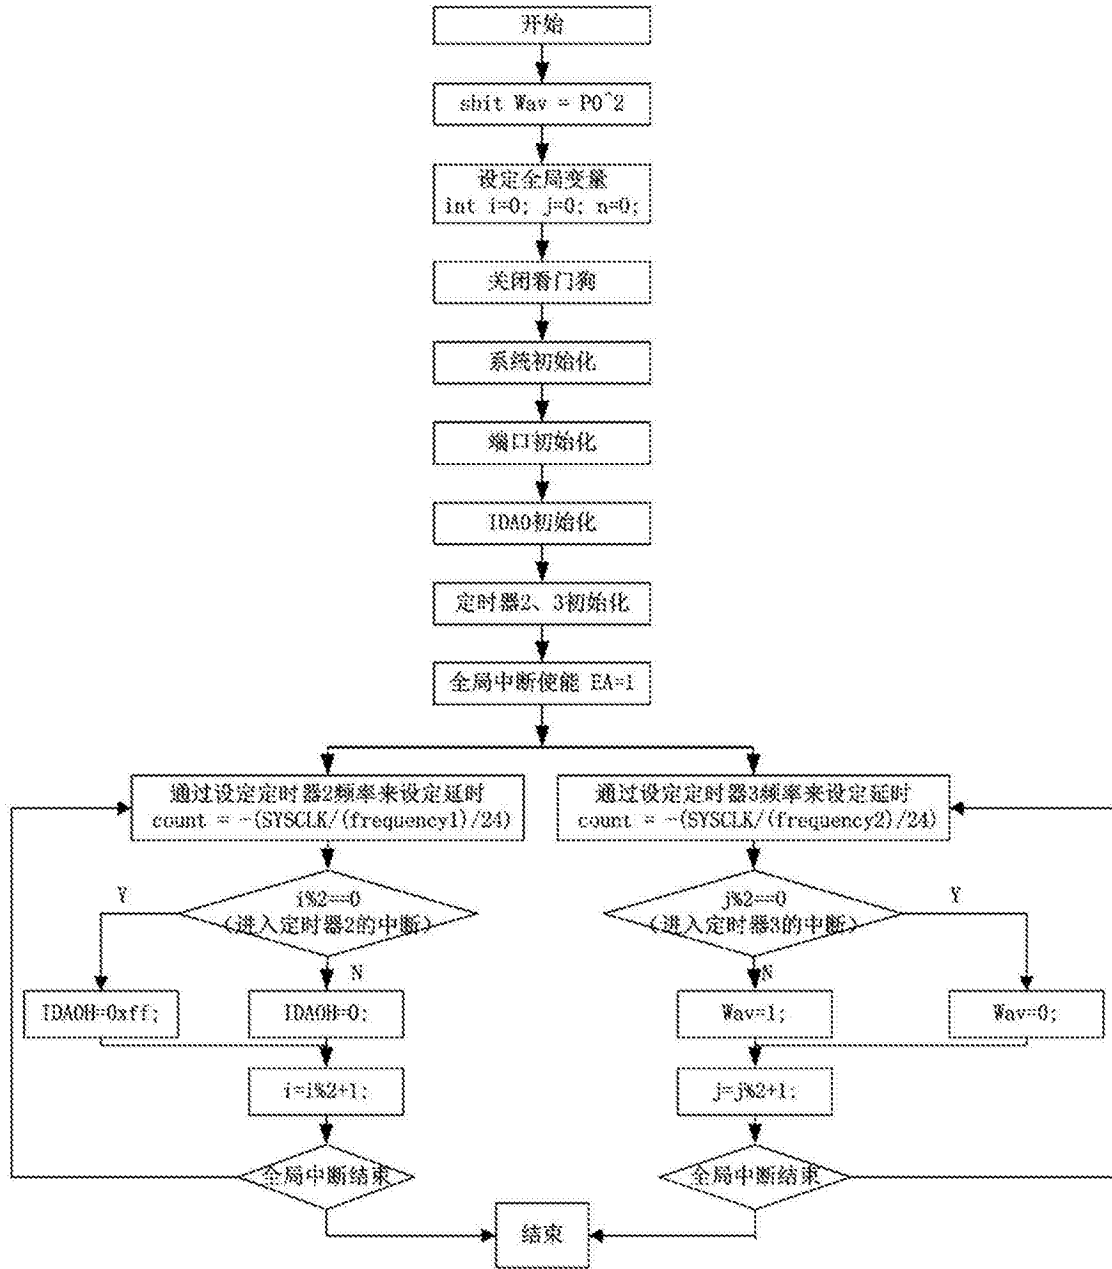 开始
sbit Wav = P0^2
设定全局变量
int i=0; j=0; n=0;
关闭看门狗
系统初始化
端口初始化
IDA0初始化
定时器2、3初始化
全局中断使能 EA=1
通过设定定时器2频率来设定延时
count = -(SYSCLK/(frequency1)/24)
通过设定定时器3频率来设定延时
count = -(SYSCLK/(frequency2)/24)
Y
i%2==0
(进入定时器2的中断)
N
j%2==0
(进入定时器3的中断)
Y
N
IDA0H=0xff;
IDA0H=0;
Wav=1;
Wav=0;
i=i%2+1;
j=j%2+1;
全局中断结束
全局中断结束
结束